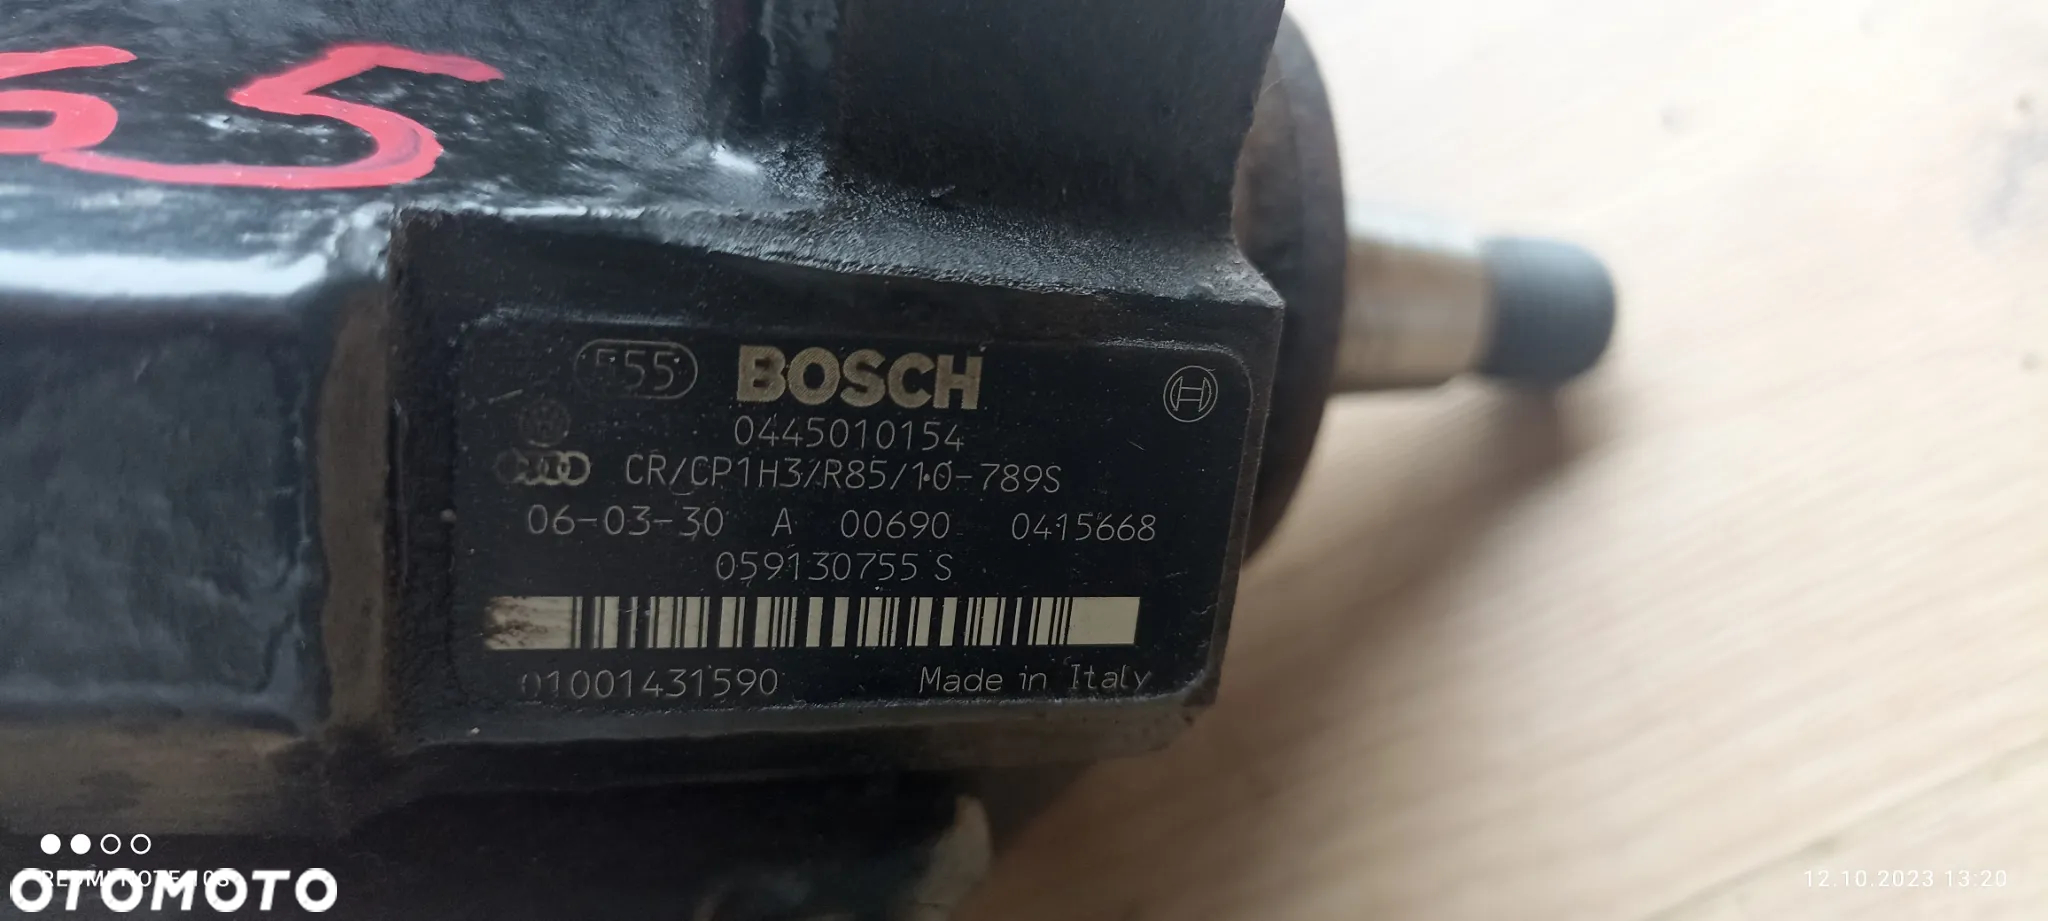 65
555 BOSCH
0445010154
CR/CP1H3/R85/10-789S
06-03-30 A 00690 0415668
059130755 S
01001431590 Made in Italy
OTOMOTO
12.10.2023 13:20